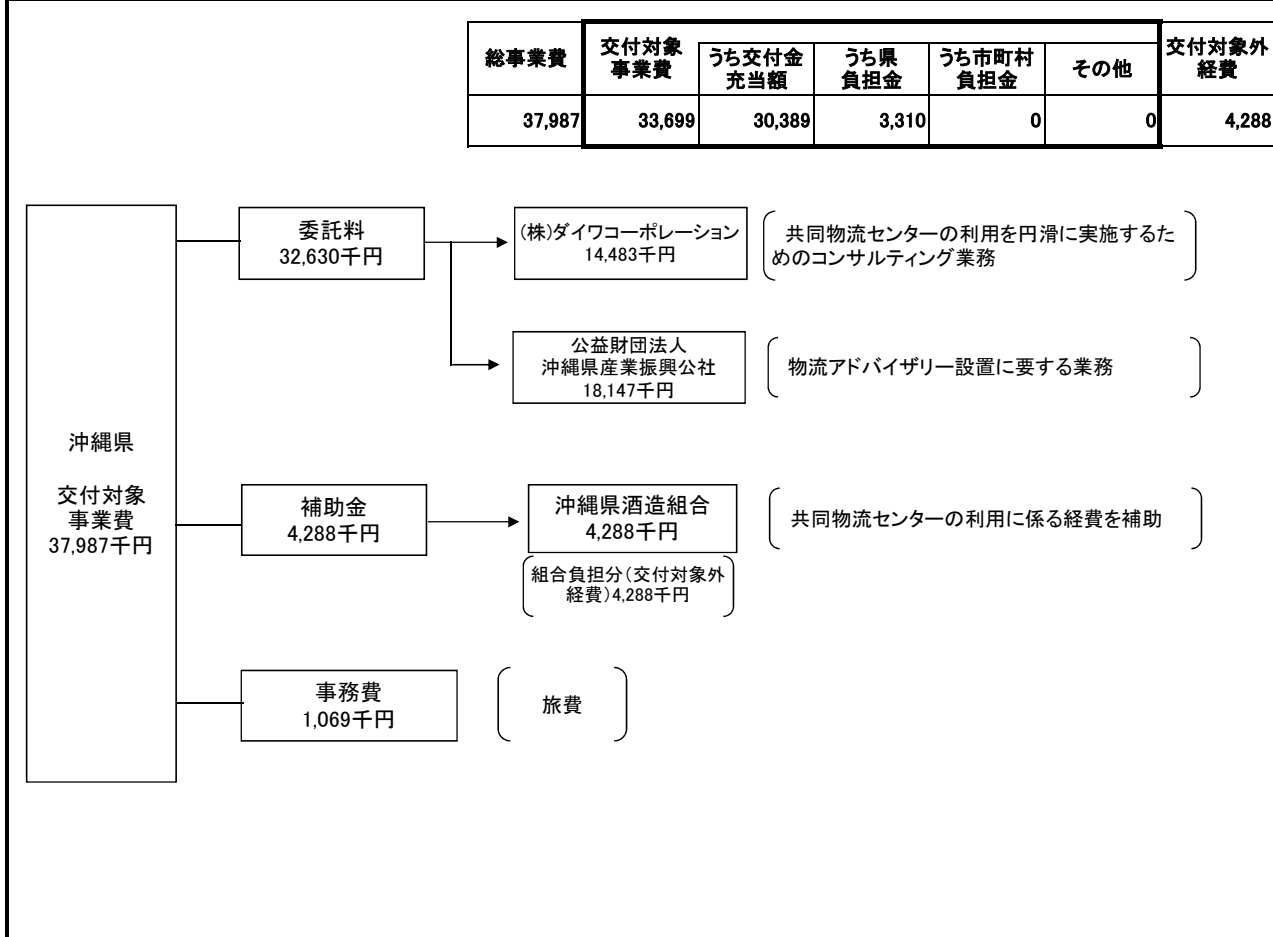 総事業費
交付対象
事業費
うち交付金
充当額
うち県
負担金
うち市町村
負担金
その他
交付対象外
経費
37,987
33,699
30,389
3,310
0
0
4,288
沖縄県
交付対象
事業費
37,987千円
委託料
32,630千円
(株)ダイワコーポレーション
14,483千円
共同物流センターの利用を円滑に実施するた
めのコンサルティング業務
公益財団法人
沖縄県産業振興公社
18,147千円
物流アドバイザリー設置に要する業務
補助金
4,288千円
沖縄県酒造組合
4,288千円
共同物流センターの利用に係る経費を補助
組合負担分(交付対象外
経費)4,288千円
事務費
1,069千円
旅費